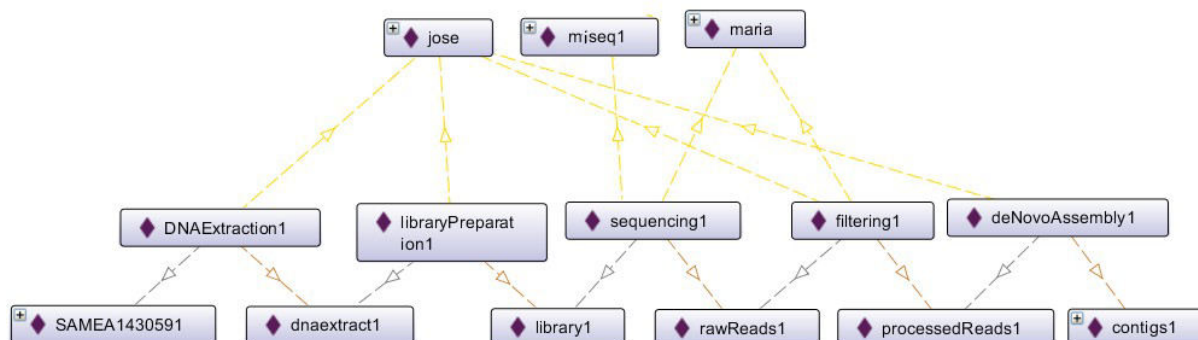 jose
miseq1
maria
DNAExtraction1
libraryPreparat
ion1
sequencing1
filtering1
deNovoAssembly1
SAMEA1430591
dnaextract1
library1
rawReads1
processedReads1
contigs1